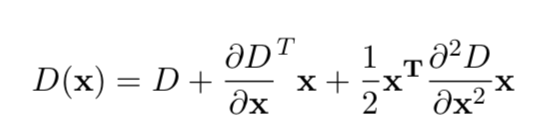 D(𝐱) = D + ∂D^T/∂𝐱 𝐱 + 1/2 𝐱^𝐓 ∂²D/∂𝐱² 𝐱